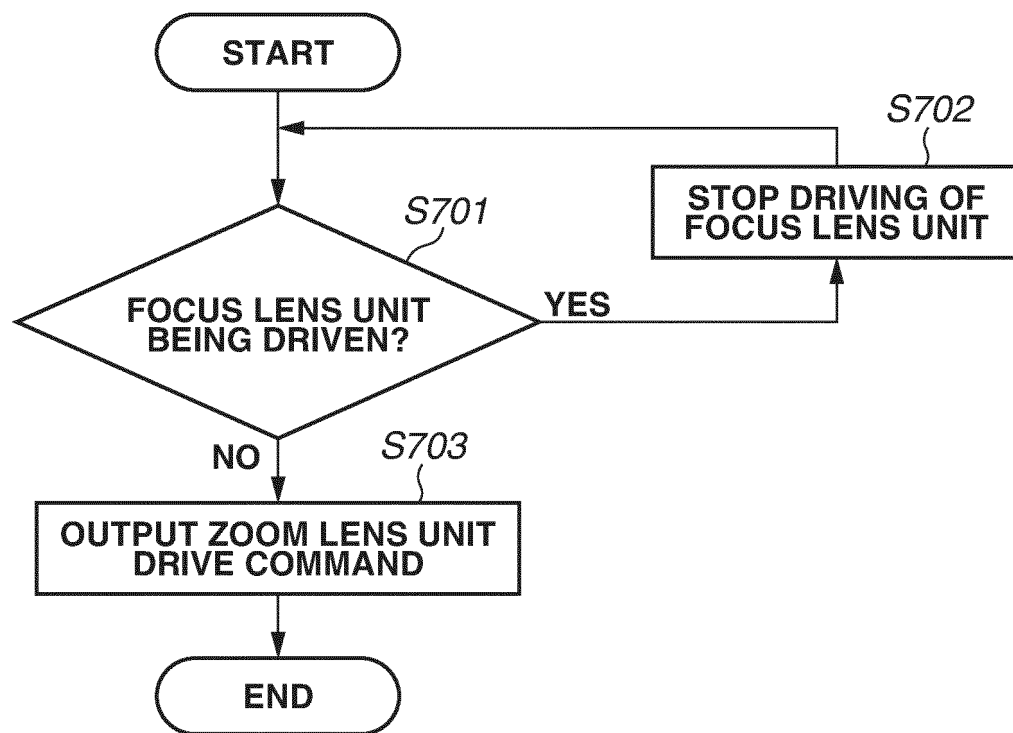 START
S702
STOP DRIVING OF
FOCUS LENS UNIT
S701
FOCUS LENS UNIT
BEING DRIVEN?
YES
NO
S703
OUTPUT ZOOM LENS UNIT
DRIVE COMMAND
END